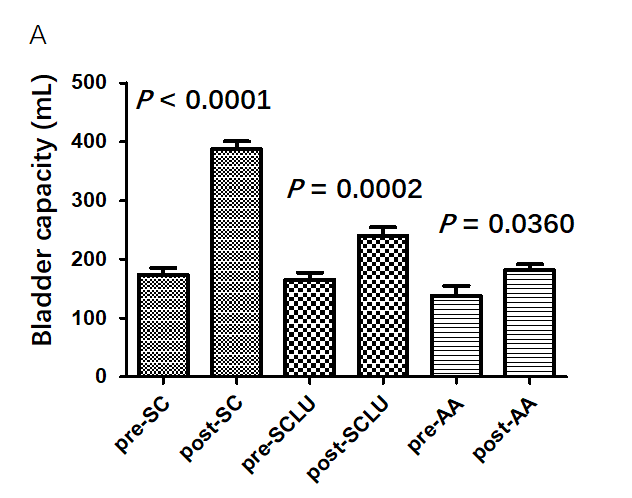 A
Bladder capacity (mL)
500
400
300
200
100
0
P < 0.0001
P = 0.0002
P = 0.0360
pre-SC
post-SC
pre-SCLU
post-SCLU
pre-AA
post-AA